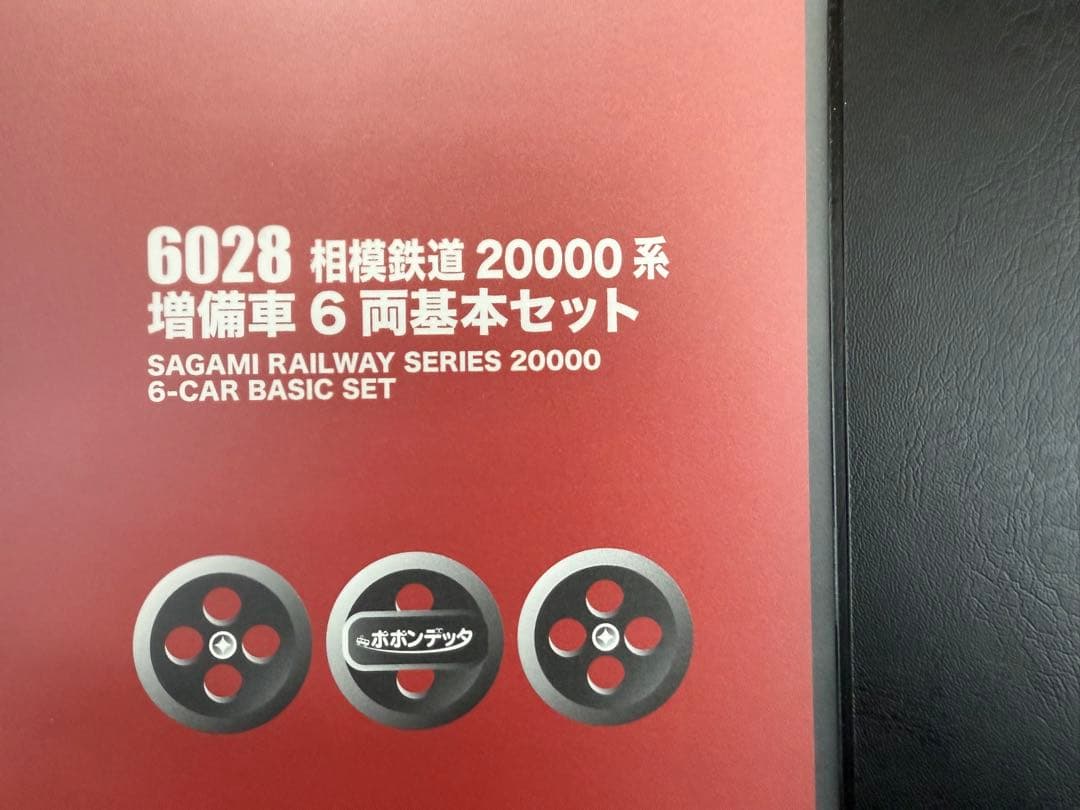 6028 相模鉄道 20000 系
増備車 6 両基本セット
SAGAMI RAILWAY SERIES 20000
6-CAR BASIC SET
ポポンデッタ